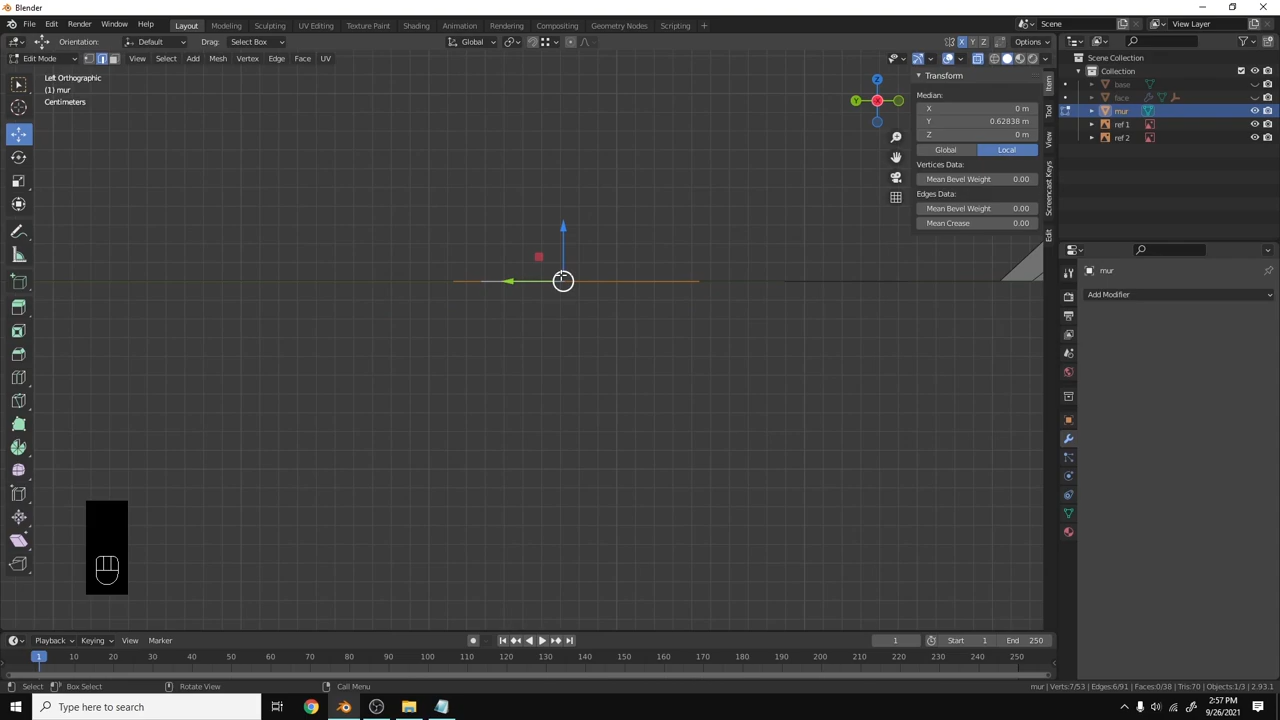 Blender
File Edit Render Window Help Layout Modeling Sculpting UV Editing Texture Paint Shading Animation Rendering Compositing Geometry Nodes Scripting + Scene View Layer
Orientation: Default Drag: Select Box Global X Y Z Options
Edit Mode View Select Add Mesh Vertex Edge Face UV
Left Orthographic
(1) mur
Centimeters
Z
Y X
Transform
Median:
X 0 m
Y 0.62838 m
Z 0 m
Global Local
Vertices Data:
Mean Bevel Weight 0.00
Edges Data:
Mean Bevel Weight 0.00
Mean Crease 0.00
Item
Tool
View
Screencast Keys
Edit
Scene Collection
Collection
base
face
mur
ref 1
ref 2
mur
Add Modifier
Playback Keying View Marker 1 Start 1 End 250
1 10 20 30 40 50 60 70 80 90 100 110 120 130 140 150 160 170 180 190 200 210 220 230 240 250
Select Box Select Rotate View Call Menu mur | Verts:7/53 | Edges:6/91 | Faces:0/38 | Tris:70 | Objects:1/3 | 2.93.1
Type here to search
2:57 PM
9/26/2021